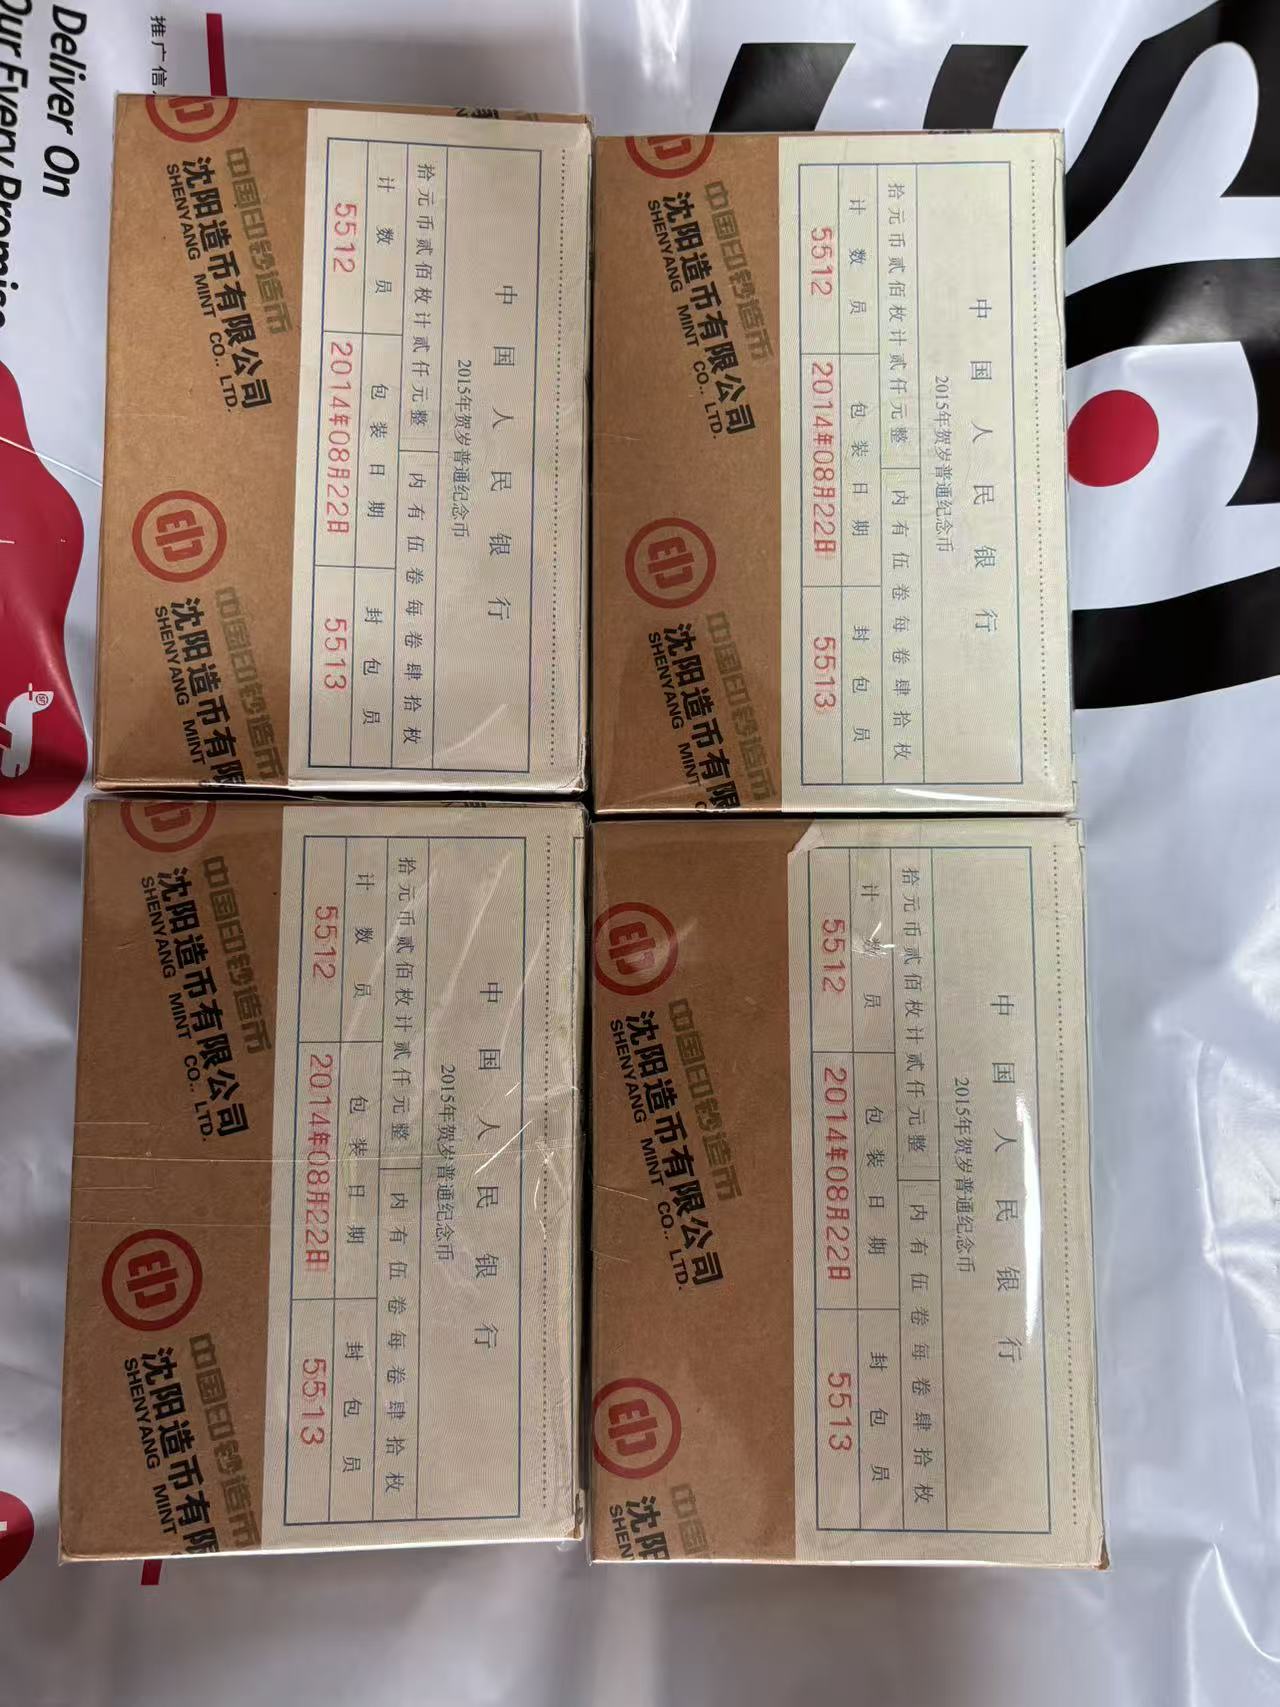 Deliver On
Our Every Promise
推广信
中国印钞造币
沈阳造币有限公司
SHENYANG MINT CO., LTD.
中国印钞造币
沈阳造币有限
SHENYANG MINT
中国人民银行
2015年贺岁普通纪念币
拾元币贰佰枚计贰仟元整 内有伍卷每卷肆拾枚
计数员 包装日期 封包员
5512 2014年08月22日 5513
中国印钞造币
沈阳造币有限公司
SHENYANG MINT CO., LTD.
中国印钞造币
沈阳造币有限
SHENYANG MINT C
中国人民银行
2015年贺岁普通纪念币
拾元币贰佰枚计贰仟元整 内有伍卷每卷肆拾枚
计数员 包装日期 封包员
5512 2014年08月22日 5513
中国印钞造币
沈阳造币有限公司
SHENYANG MINT CO., LTD.
中国印钞造币
沈阳造币有限
SHENYANG MINT
中国人民银行
2015年贺岁普通纪念币
拾元币贰佰枚计贰仟元整 内有伍卷每卷肆拾枚
计数员 包装日期 封包员
5512 2014年08月22日 5513
中国印钞造币
沈阳造币有限公司
SHENYANG MINT CO., LTD.
中国
沈阳
SHENY
中国人民银行
2015年贺岁普通纪念币
拾元币贰佰枚计贰仟元整 内有伍卷每卷肆拾枚
计数员 包装日期 封包员
5512 2014年08月22日 5513